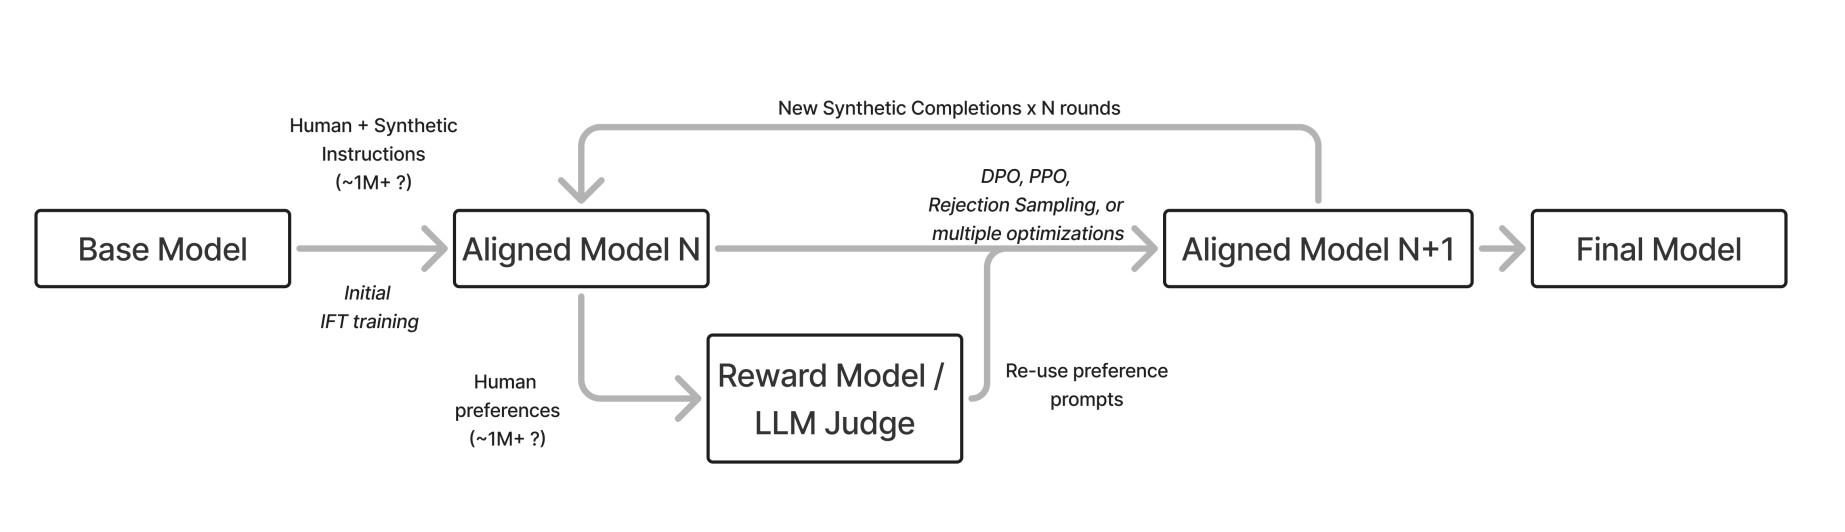 New Synthetic Completions x N rounds
Human + Synthetic
Instructions
(~1M+ ?)
DPO, PPO,
Rejection Sampling, or
multiple optimizations
Base Model
Aligned Model N
Aligned Model N+1
Final Model
Initial
IFT training
Human
preferences
(~1M+ ?)
Reward Model /
LLM Judge
Re-use preference
prompts